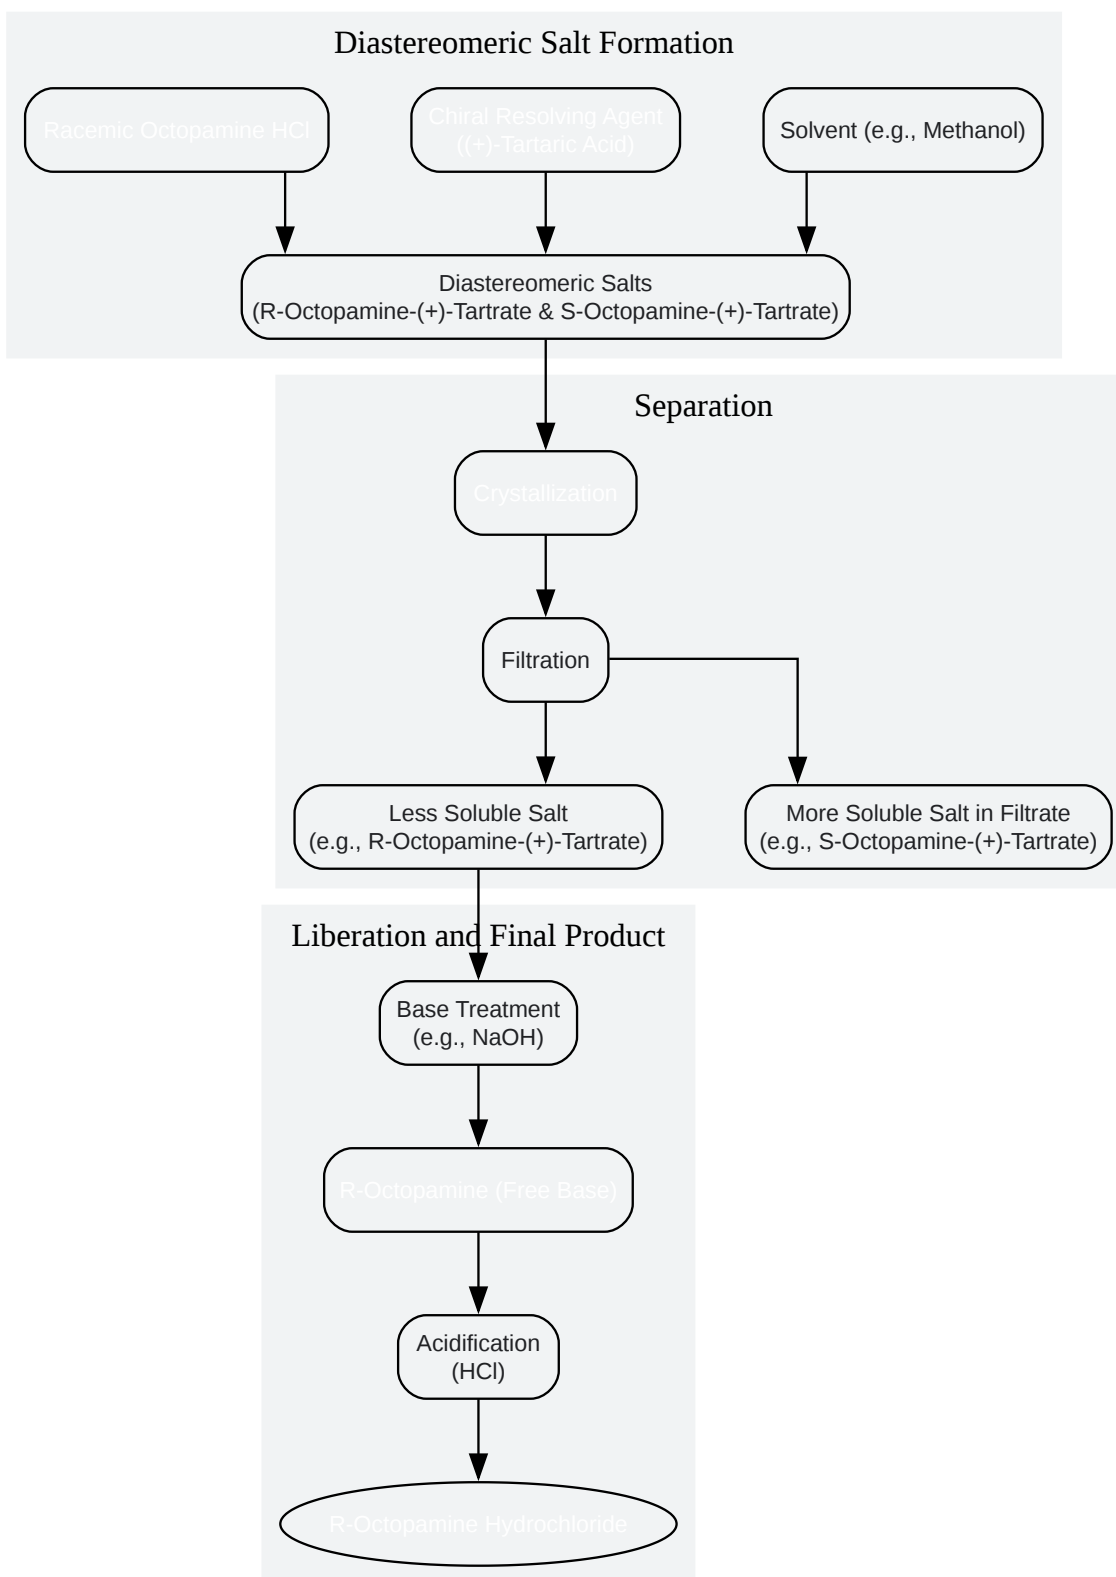 Diastereomeric Salt Formation
Racemic Octopamine HCl
Chiral Resolving Agent
((+)-Tartaric Acid)
Solvent (e.g., Methanol)
Diastereomeric Salts
(R-Octopamine-(+)-Tartrate & S-Octopamine-(+)-Tartrate)
Separation
Crystallization
Filtration
Less Soluble Salt
(e.g., R-Octopamine-(+)-Tartrate)
More Soluble Salt in Filtrate
(e.g., S-Octopamine-(+)-Tartrate)
Liberation and Final Product
Base Treatment
(e.g., NaOH)
R-Octopamine (Free Base)
Acidification
(HCl)
R-Octopamine Hydrochloride